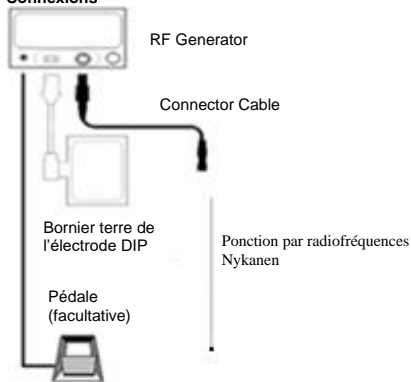 Connexions
RF Generator
Connector Cable
Bornier terre de
l'électrode DIP
Ponction par radiofréquences
Nykanen
Pédale
(facultative)